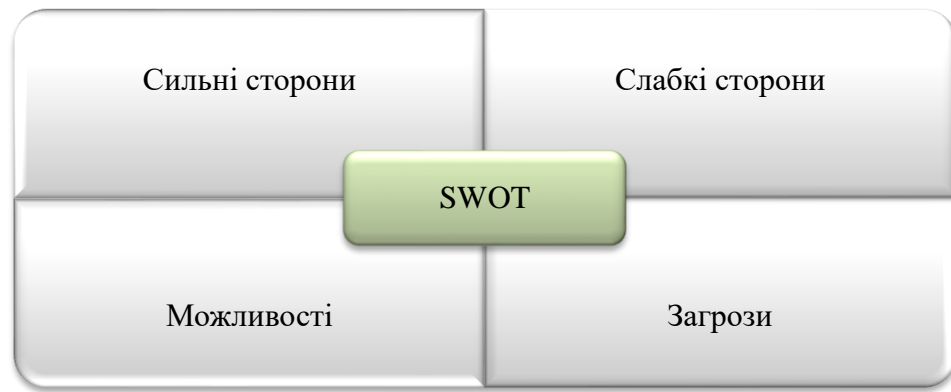 Сильні сторони
Слабкі сторони
SWOT
Можливості
Загрози